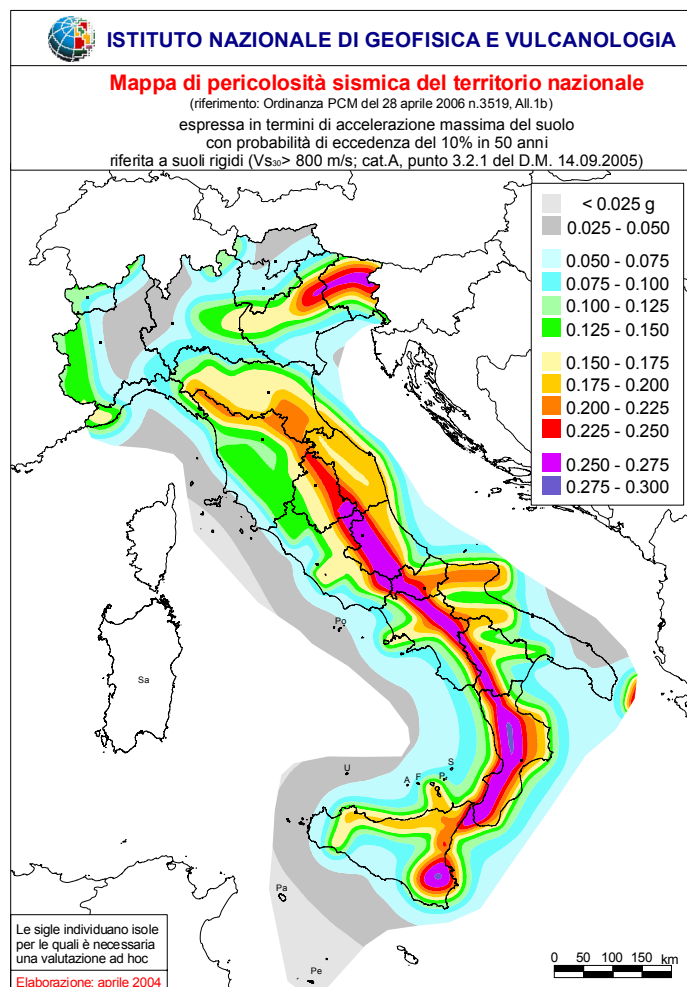 ISTITUTO NAZIONALE DI GEOFISICA E VULCANOLOGIA
Mappa di pericolosità sismica del territorio nazionale
(riferimento: Ordinanza PCM del 28 aprile 2006 n.3519, All.1b)
espressa in termini di accelerazione massima del suolo
con probabilità di eccedenza del 10% in 50 anni
riferita a suoli rigidi (Vs30> 800 m/s; cat.A, punto 3.2.1 del D.M. 14.09.2005)
< 0.025 g
0.025 - 0.050
0.050 - 0.075
0.075 - 0.100
0.100 - 0.125
0.125 - 0.150
0.150 - 0.175
0.175 - 0.200
0.200 - 0.225
0.225 - 0.250
0.250 - 0.275
0.275 - 0.300
Po
Sa
U
A
F
P
S
Pa
Pe
Le sigle individuano isole
per le quali è necessaria
una valutazione ad hoc
Elaborazione: aprile 2004
0 50 100 150 km